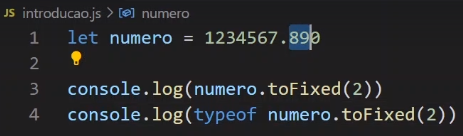 JS introducao.js > numero
1 let numero = 1234567.890
2
3 console.log(numero.toFixed(2))
4 console.log(typeof numero.toFixed(2))